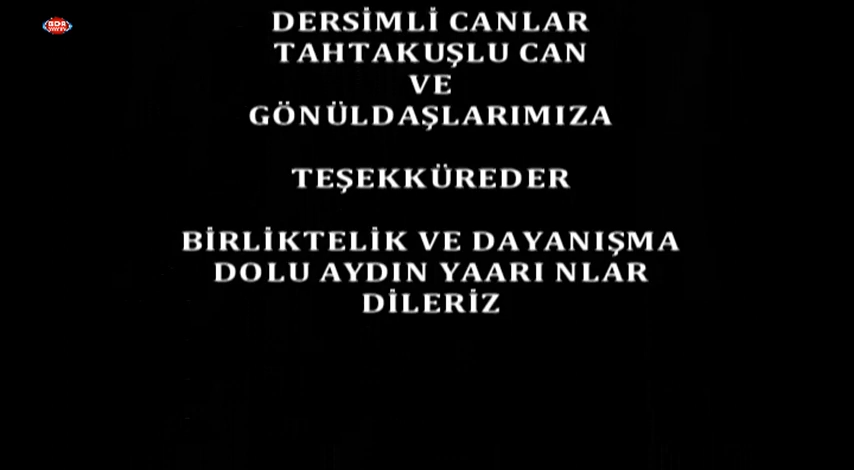 DERSİMLİ CANLAR
TAHTAKUŞLU CAN
VE
GÖNÜLDAŞLARIMIZA
TEŞEKKÜREDER
BİRLİKTELİK VE DAYANIŞMA
DOLU AYDIN YAARI NLAR
DİLERİZ